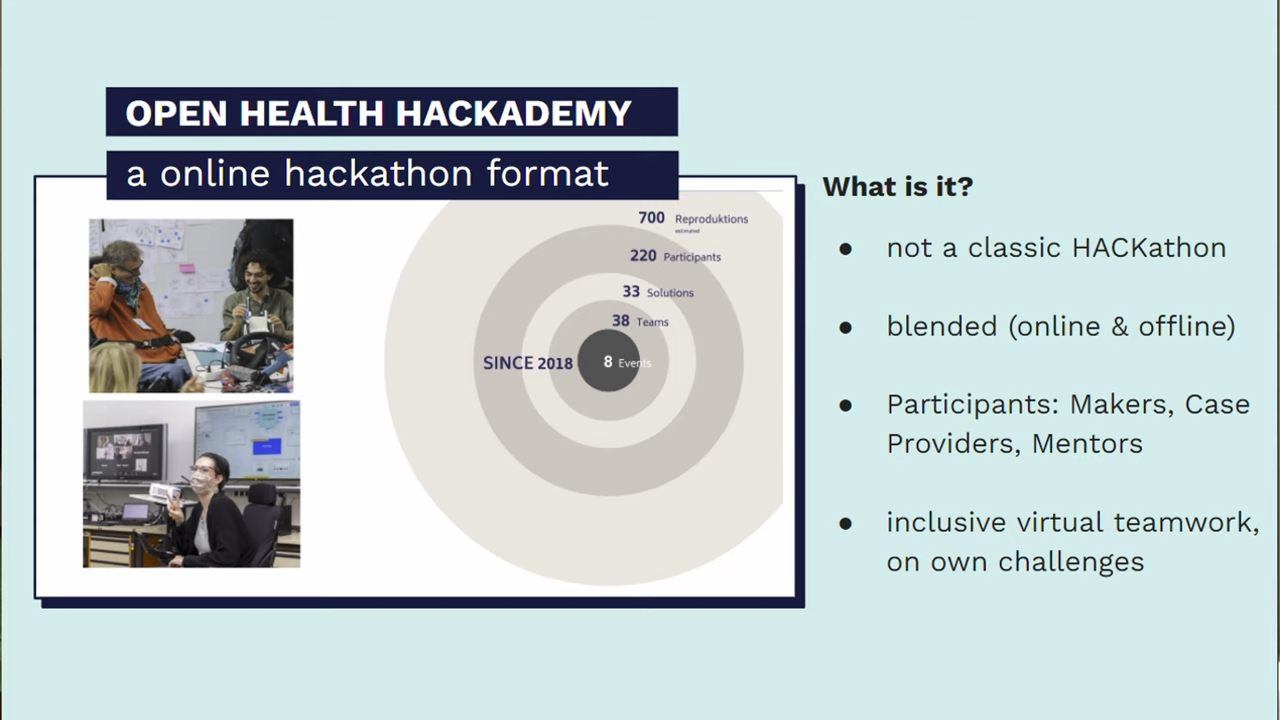 OPEN HEALTH HACKADEMY
a online hackathon format
700 Reproduktions
estimated
220 Participants
33 Solutions
38 Teams
SINCE 2018
8 Events
What is it?
● not a classic HACKathon
● blended (online & offline)
● Participants: Makers, Case
Providers, Mentors
● inclusive virtual teamwork,
on own challenges